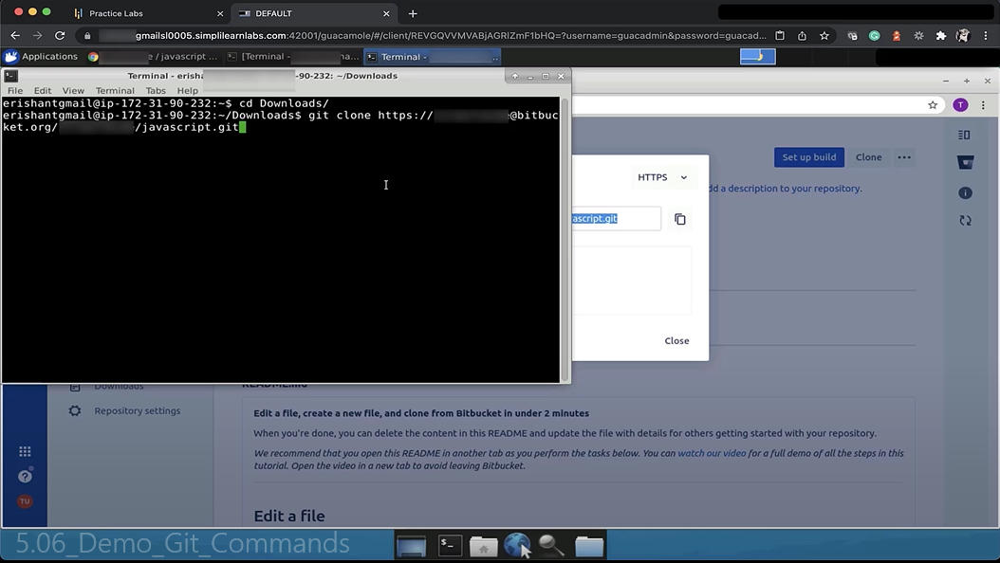 Practice Labs
DEFAULT
gmailsl0005.simplilearnlabs.com:42001/guacamole/#/client/REVGQVVMVABjAGRlZmF1bHQ=?username=guacadmin&password=guacad...
Applications
/ javascript ...
[Terminal -
na...
Terminal -
..
Terminal - erisha
-90-232: ~/Downloads
File Edit View Terminal Tabs Help
erishantgmail@ip-172-31-90-232:~$ cd Downloads/
erishantgmail@ip-172-31-90-232:~/Downloads$ git clone https://
@bitbuc
ket.org/
/javascript.git
T
Set up build
Clone
HTTPS
dd a description to your repository.
ascript.git
Close
Downloads
README.md
Repository settings
Edit a file, create a new file, and clone from Bitbucket in under 2 minutes
When you're done, you can delete the content in this README and update the file with details for others getting started with your repository.
We recommend that you open this README in another tab as you perform the tasks below. You can watch our video for a full demo of all the steps in this
tutorial. Open the video in a new tab to avoid leaving Bitbucket.
TU
Edit a file
5.06_Demo_Git_Commands